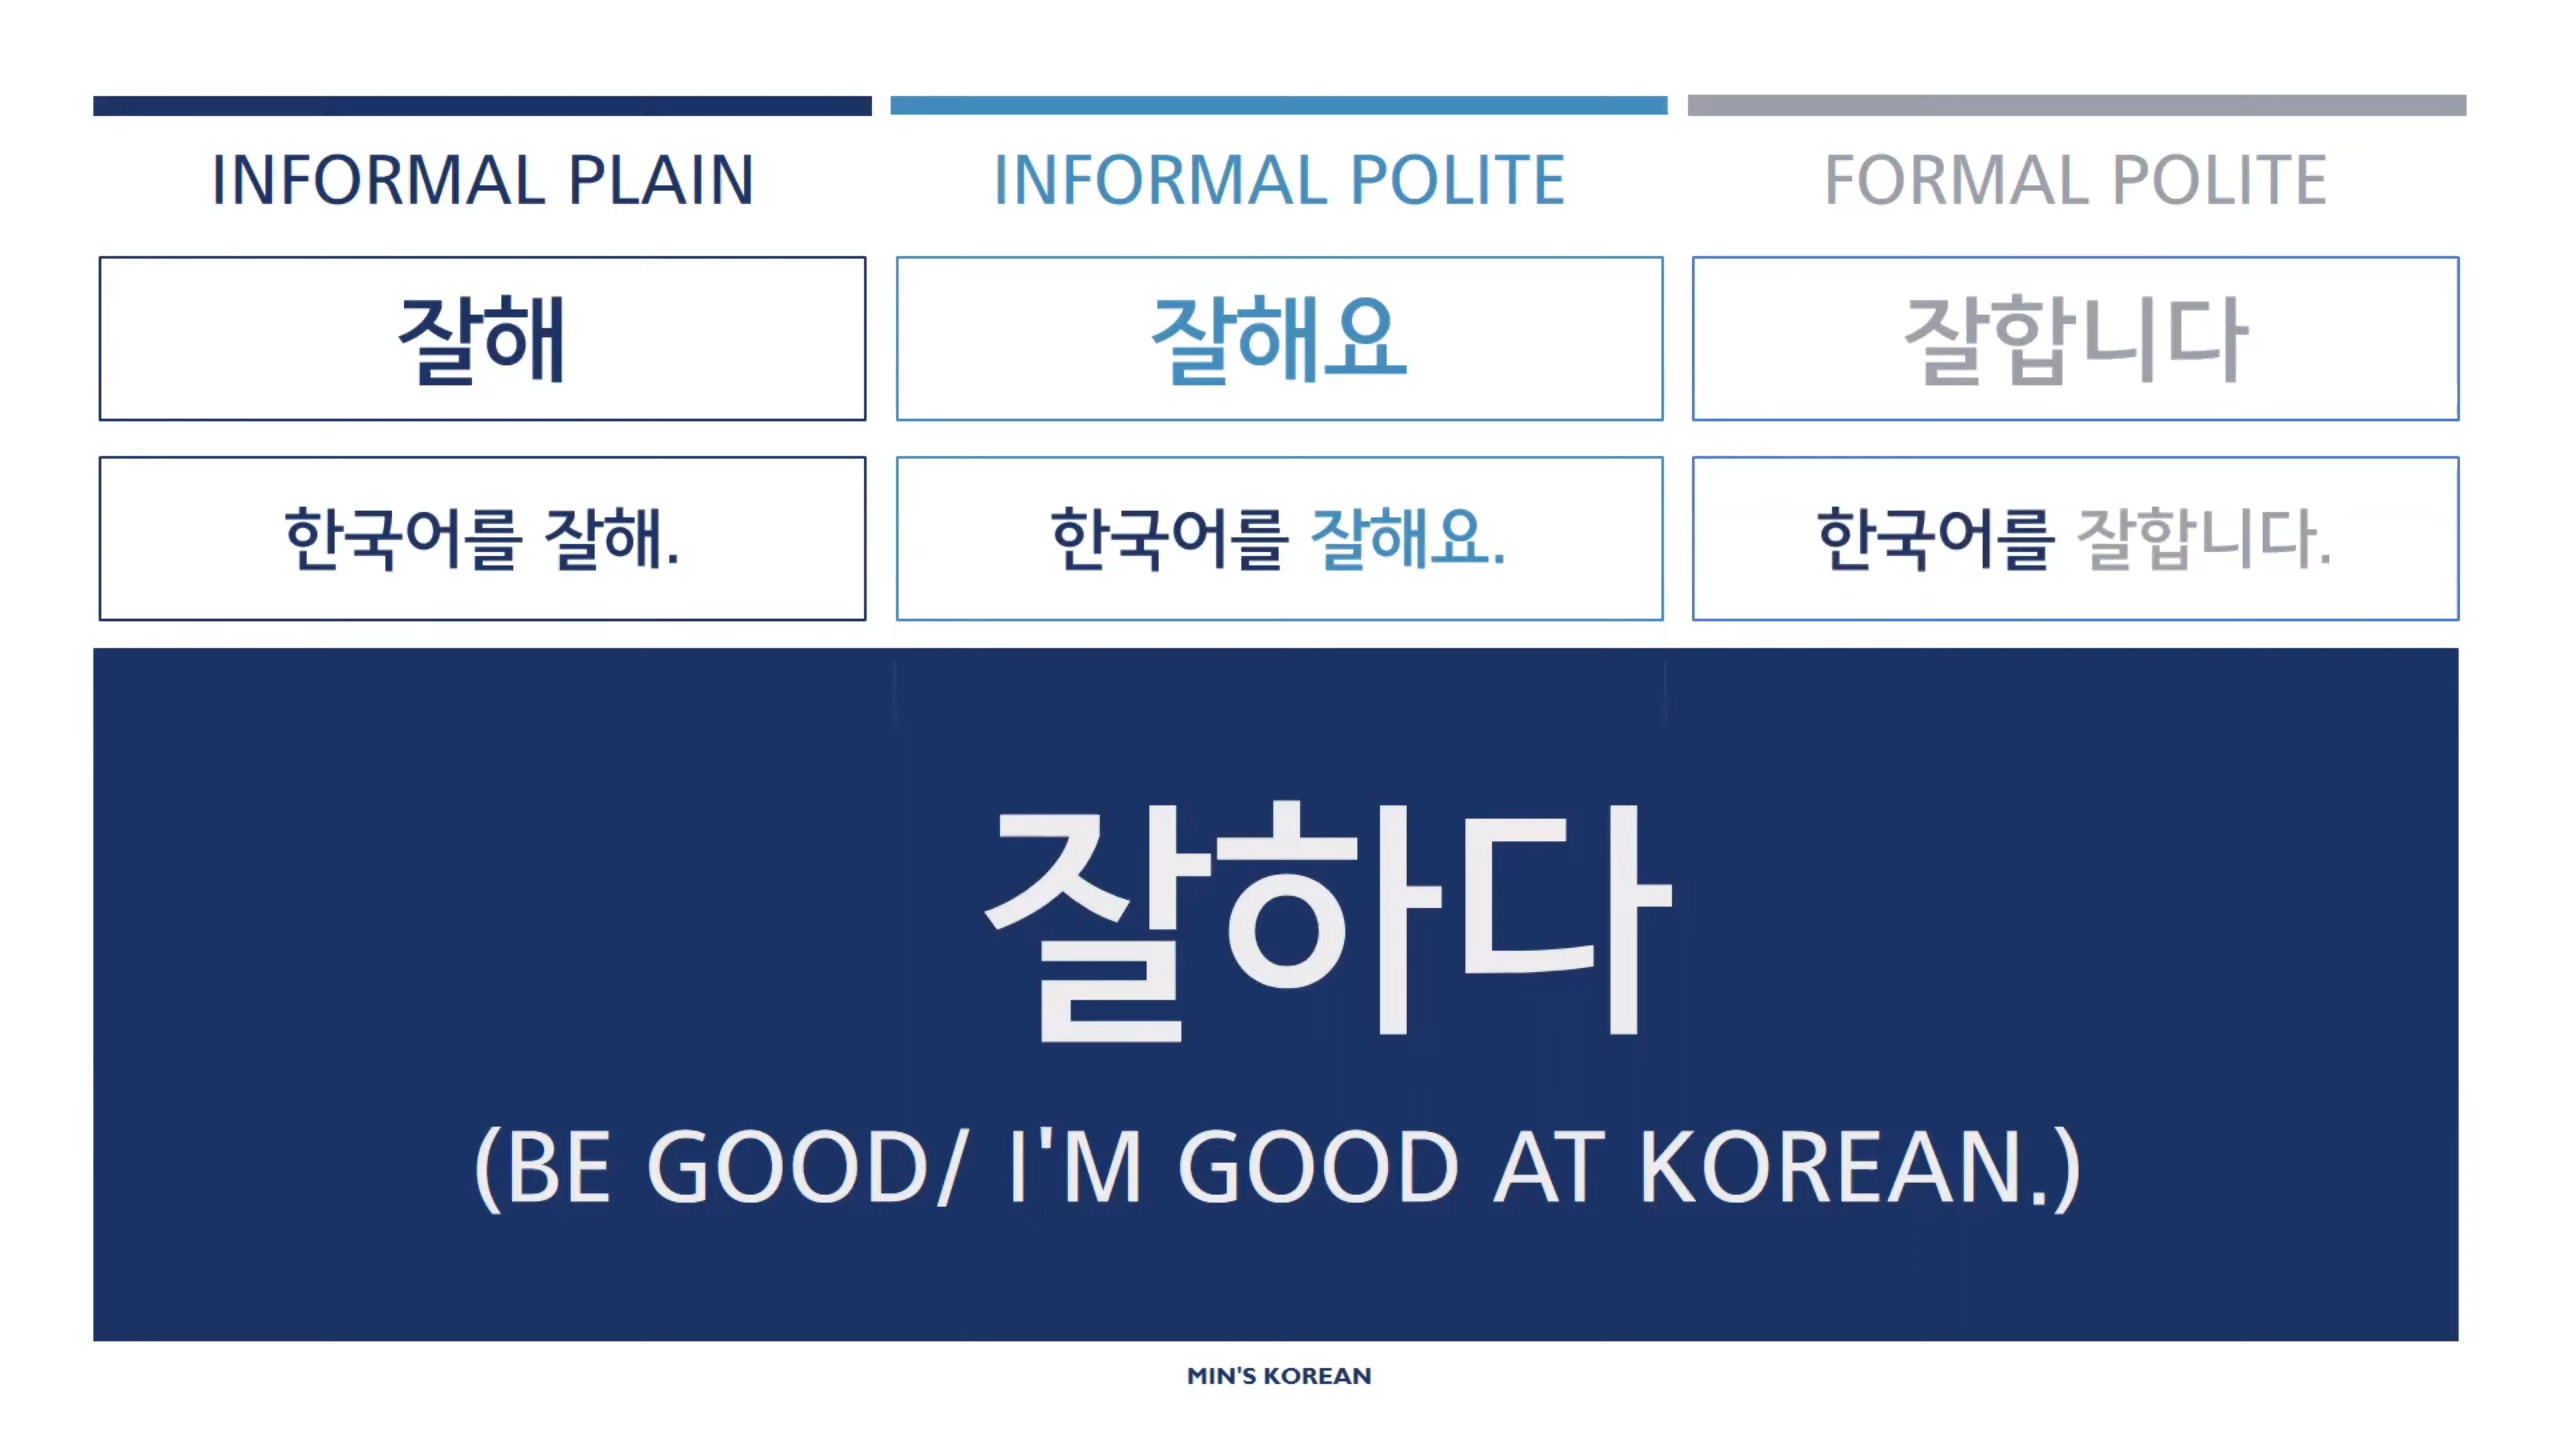 INFORMAL PLAIN
INFORMAL POLITE
FORMAL POLITE
잘해
잘해요
잘합니다
한국어를 잘해.
한국어를 잘해요.
한국어를 잘합니다.
잘하다
(BE GOOD/ I'M GOOD AT KOREAN.)
MIN'S KOREAN